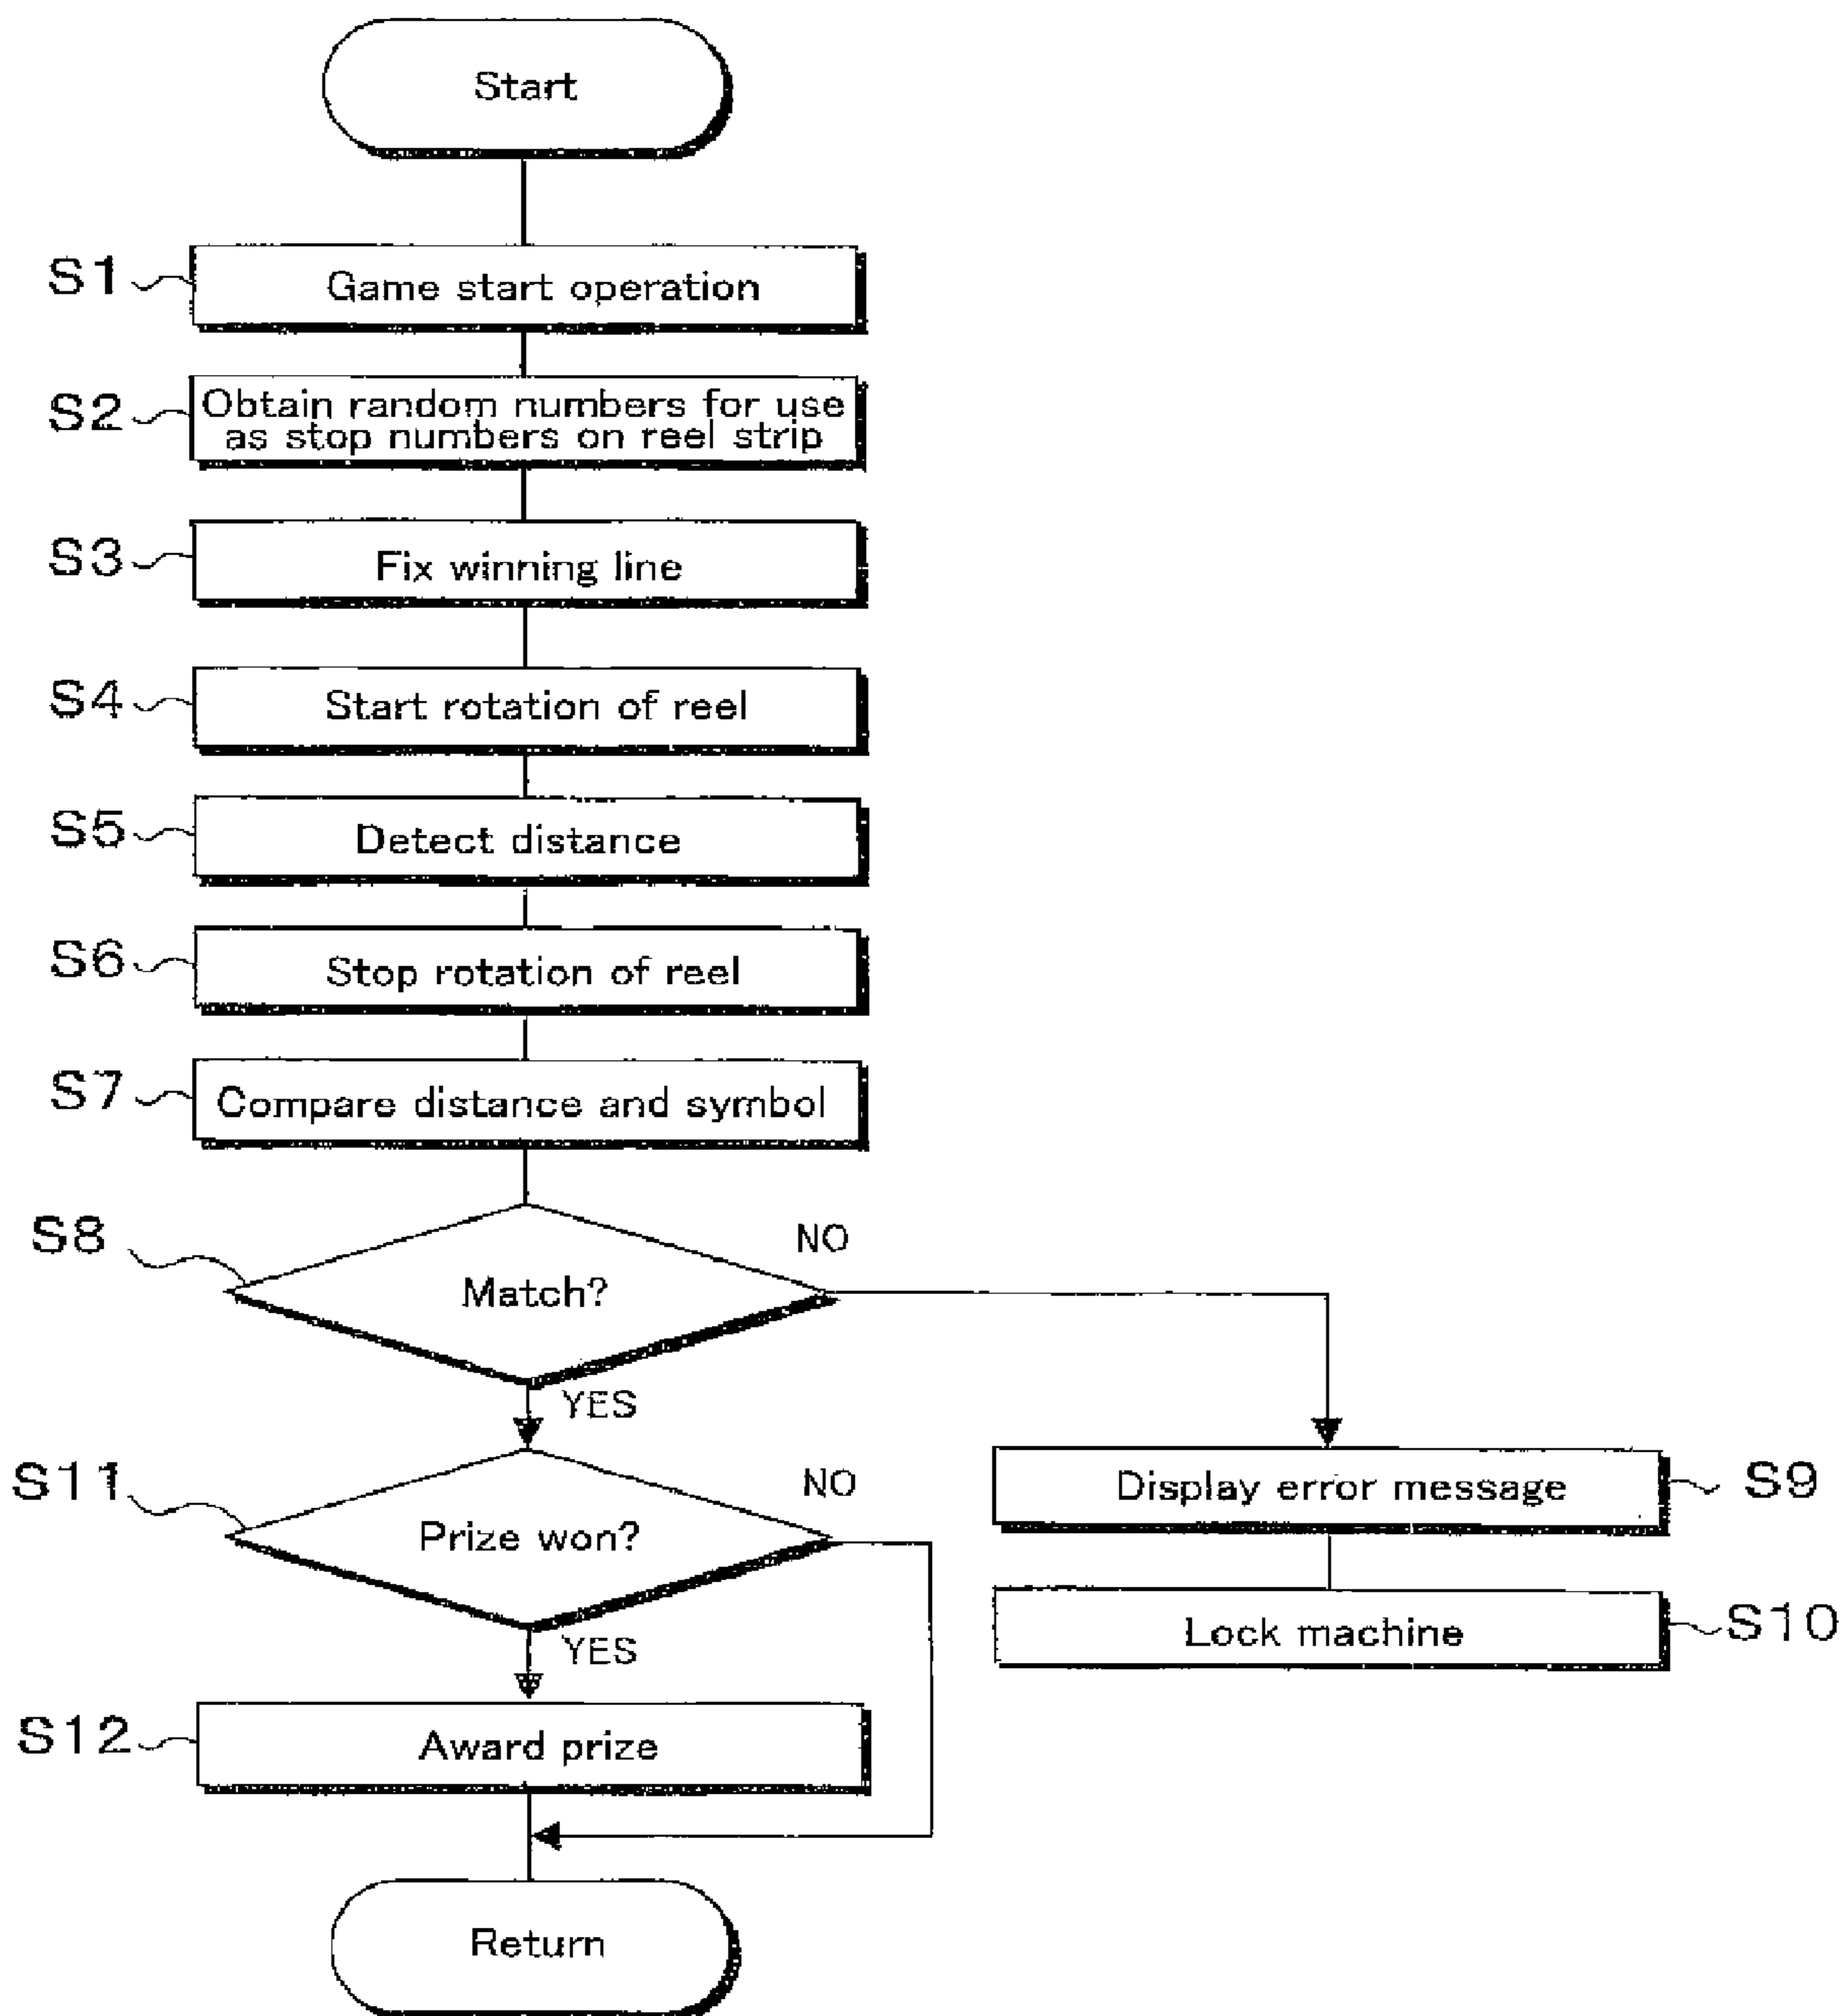 Start
S1
Game start operation
S2
Obtain random numbers for use
as stop numbers on reel strip
S3
Fix winning line
S4
Start rotation of reel
S5
Detect distance
S6
Stop rotation of reel
S7
Compare distance and symbol
S8
NO
Match?
YES
S11
NO
Prize won?
YES
Display error message
S9
Lock machine
S10
S12
Award prize
Return